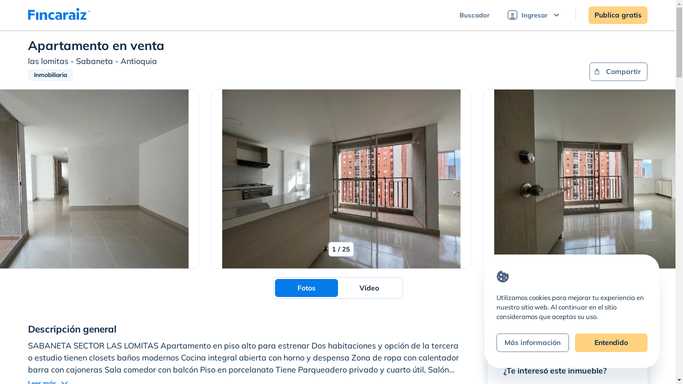 Fincaraiz
Buscador
Ingresar
Publica gratis
Apartamento en venta
las lomitas - Sabaneta - Antioquia
Inmobiliaria
Compartir
1 / 25
Fotos
Video
Utilizamos cookies para mejorar tu experiencia en
nuestro sitio web. Al continuar en el sitio
consideramos que aceptas su uso.
Más información
Entendido
Descripción general
SABANETA SECTOR LAS LOMITAS Apartamento en piso alto para estrenar Dos habitaciones y opción de la tercera
o estudio tienen closets baños modernos Cocina integral abierta con horno y despensa Zona de ropa con calentador
barra con cajoneras Sala comedor con balcón Piso en porcelanato Tiene Parqueadero privado y cuarto útil. Salón...
Leer más
¿Te interesó este inmueble?